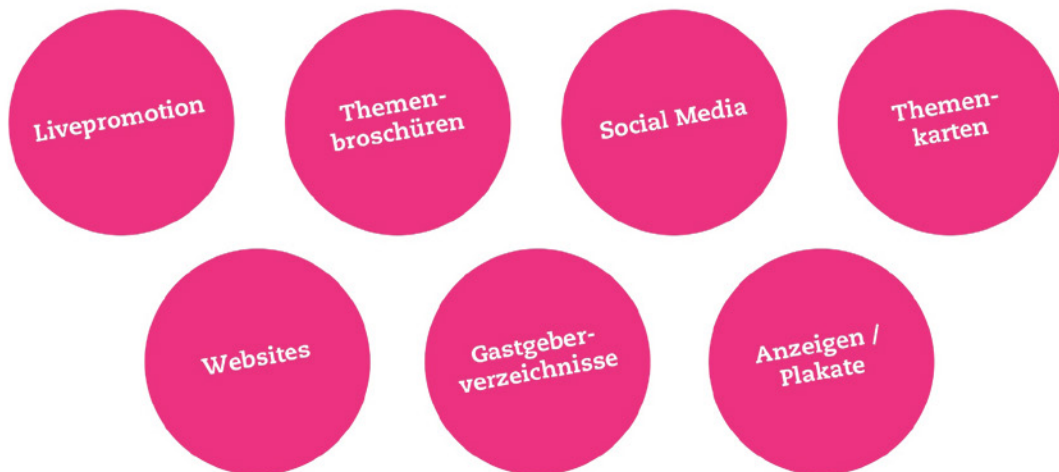 Livepromotion
Themen-
broschüren
Social Media
Themen-
karten
Websites
Gastgeber-
verzeichnisse
Anzeigen /
Plakate